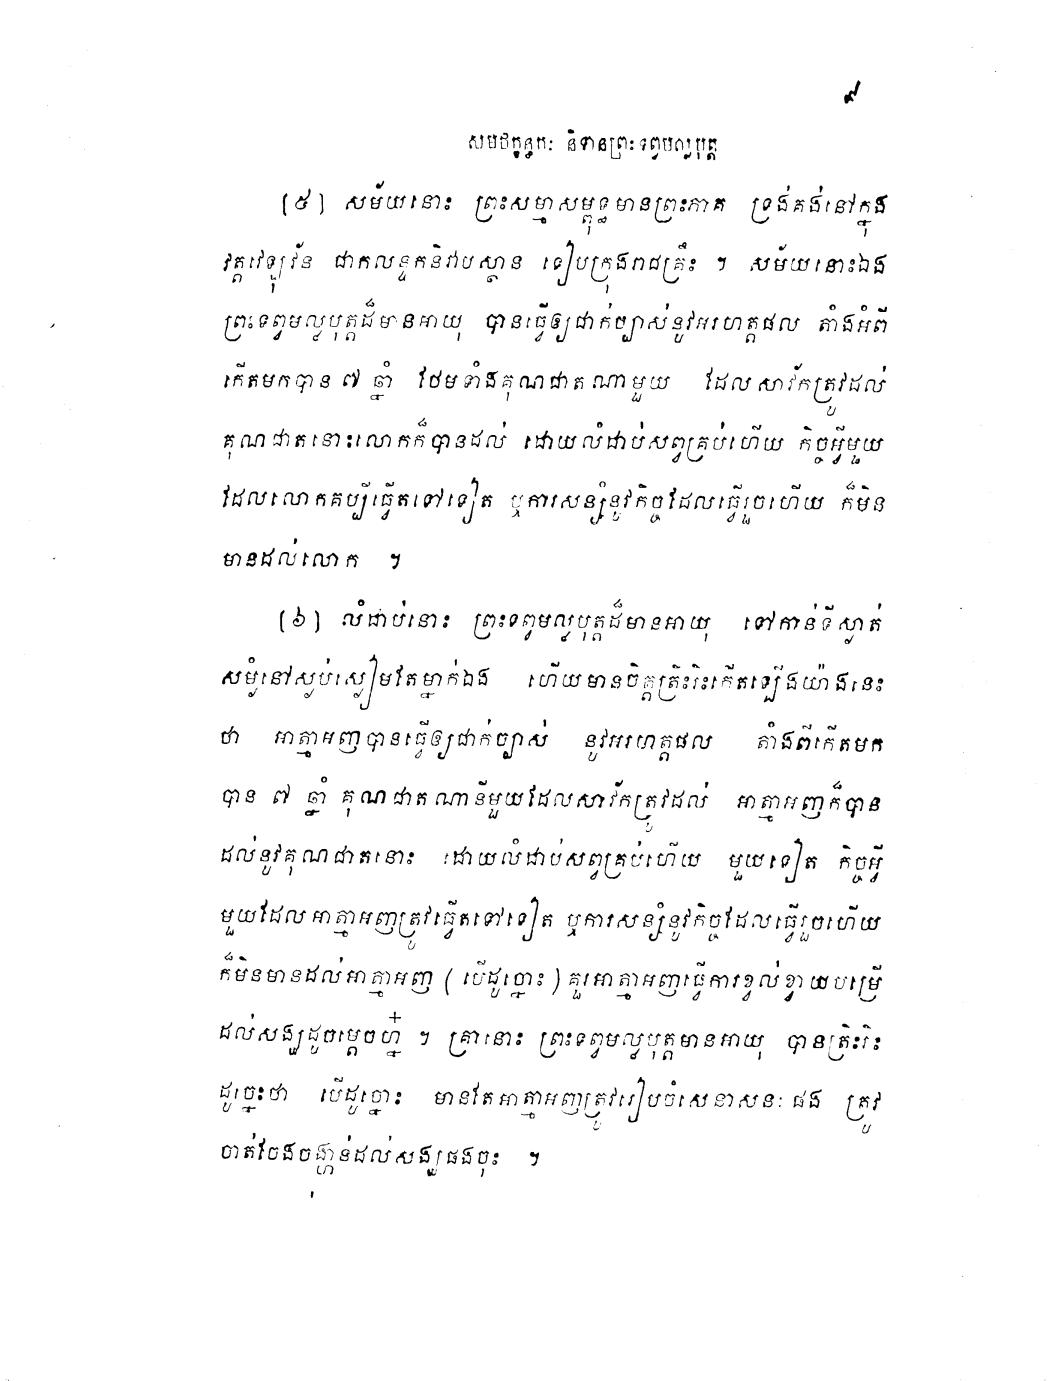 ៩
សមថក្ខន្ធកៈ និទានព្រះទព្វមល្លបុត្ត
(៥) សម័យនោះ ព្រះសម្មាសម្ពុទ្ធមានព្រះភាគ ទ្រង់គង់នៅក្នុង
វត្តវេឡុវ័ន ជាកលន្ទកនិវាបស្ថាន ទៀបក្រុងរាជគ្រឹះ ។ សម័យនោះឯង
ព្រះទព្វមល្លបុត្តដ៏មានអាយុ បានធ្វើឲ្យជាក់ច្បាស់នូវអរហត្តផល តាំងអំពី
កើតមកបាន ៧ ឆ្នាំ ថែមទាំងគុណជាតណាមួយ ដែលសាវ័កត្រូវដល់
គុណជាតនោះលោកក៏បានដល់ ដោយលំដាប់សព្វគ្រប់ហើយ កិច្ចអ្វីមួយ
ដែលលោកគប្បីធ្វើតទៅទៀត ឬការសន្សំនូវកិច្ចដែលធ្វើរួចហើយ ក៏មិន
មានដល់លោក ។
(៦) លំដាប់នោះ ព្រះទព្វមល្លបុត្តដ៏មានអាយុ ទៅកាន់ទីស្ងាត់
សម្ងំនៅស្ងប់ស្ងៀមតែម្នាក់ឯង ហើយមានចិត្តត្រិះរិះកើតឡើងយ៉ាងនេះ
ថា អាត្មាអញបានធ្វើឲ្យជាក់ច្បាស់ នូវអរហត្តផល តាំងពីកើតមក
បាន ៧ ឆ្នាំ គុណជាតណានីមួយដែលសាវ័កត្រូវដល់ អាត្មាអញក៏បាន
ដល់នូវគុណជាតនោះ ដោយលំដាប់សព្វគ្រប់ហើយ មួយទៀត កិច្ចអ្វី
មួយដែលអាត្មាអញត្រូវធ្វើតទៅទៀត ឬការសន្សំនូវកិច្ចដែលធ្វើរួចហើយ
ក៏មិនមានដល់អាត្មាអញ ( បើដូច្នោះ ) គួរអាត្មាអញធ្វើការខ្វល់ខ្វាយបម្រើ
ដល់សង្ឃដូចម្ដេចហ្ន៎ ។ គ្រានោះ ព្រះទព្វមល្លបុត្តមានអាយុ បានត្រិះរិះ
ដូច្នេះថា បើដូច្នោះ មានតែអាត្មាអញត្រូវរៀបចំសេនាសនៈផង ត្រូវ
ចាត់ចែងចង្ហាន់ដល់សង្ឃផងចុះ ។